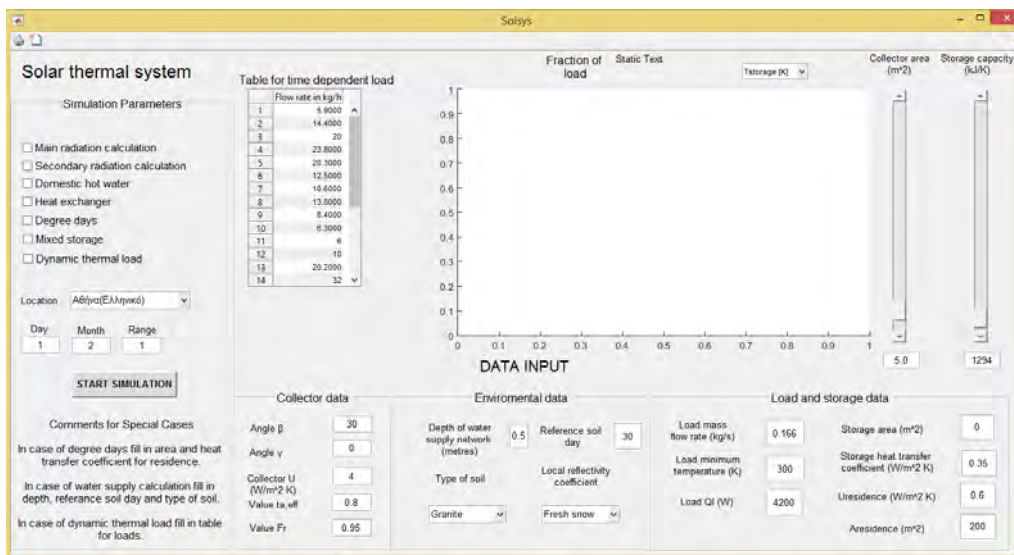 Solsys
Solar thermal system
Simulation Parameters
Main radiation calculation
Secondary radiation calculation
Domestic hot water
Heat exchanger
Degree days
Mixed storage
Dynamic thermal load
Location Αθήνα(Ελληνικό)
Day Month Range
1 2 1
START SIMULATION
Comments for Special Cases
In case of degree days fill in area and heat
transfer coefficient for residence.
In case of water supply calculation fill in
depth, referance soil day and type of soil.
In case of dynamic thermal load fill in table
for loads.
Table for time dependent load
Flow rate in kg/h
1 5.9000
2 14.4000
3 20
4 23.8000
5 20.3000
6 12.5000
7 10.6000
8 13.8000
9 8.4000
10 6.3000
11 6
12 10
13 20.2000
14 32
Fraction of
load
Static Text
Tstorage [K]
1
0.9
0.8
0.7
0.6
0.5
0.4
0.3
0.2
0.1
0
0 0.1 0.2 0.3 0.4 0.5 0.6 0.7 0.8 0.9 1
Collector area
(m^2)
5.0
Storage capacity
(kJ/K)
1294
DATA INPUT
Collector data
Angle β 30
Angle γ 0
Collector U
(W/m^2 K)
4
Value ta,eff 0.8
Value Fr 0.95
Enviromental data
Depth of water
supply network
(metres)
0.5
Reference soil
day
30
Type of soil
Granite
Local reflectivity
coefficient
Fresh snow
Load and storage data
Load mass
flow rate (kg/s)
0.166
Load minimum
temperature (K)
300
Load Ql (W) 4200
Storage area (m^2) 0
Storage heat transfer
coefficient (W/m^2 K)
0.35
Uresidence (W/m^2 K) 0.6
Aresidence (m^2) 200